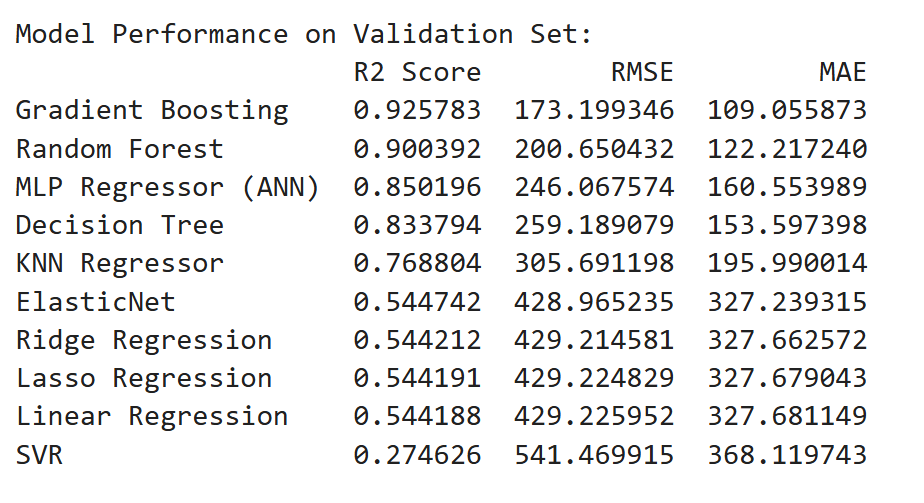 Model Performance on Validation Set:
R2 Score RMSE MAE
Gradient Boosting 0.925783 173.199346 109.055873
Random Forest 0.900392 200.650432 122.217240
MLP Regressor (ANN) 0.850196 246.067574 160.553989
Decision Tree 0.833794 259.189079 153.597398
KNN Regressor 0.768804 305.691198 195.990014
ElasticNet 0.544742 428.965235 327.239315
Ridge Regression 0.544212 429.214581 327.662572
Lasso Regression 0.544191 429.224829 327.679043
Linear Regression 0.544188 429.225952 327.681149
SVR 0.274626 541.469915 368.119743